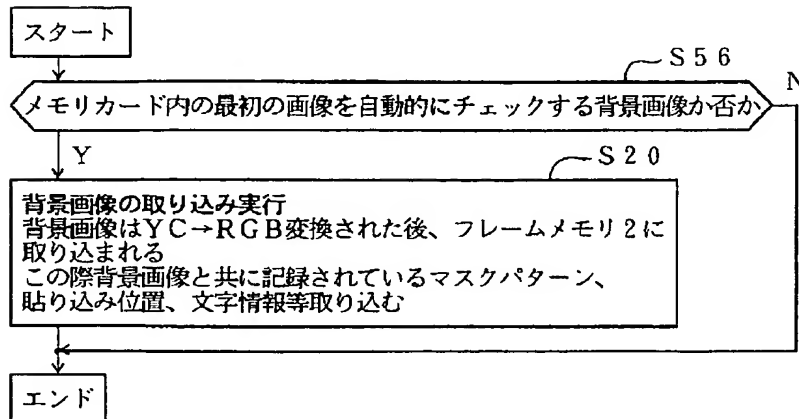 スタート
S56
メモリカード内の最初の画像を自動的にチェックする背景画像か否か
N
Y
S20
背景画像の取り込み実行
背景画像はYC→RGB変換された後、フレームメモリ2に
取り込まれる
この際背景画像と共に記録されているマスクパターン、
貼り込み位置、文字情報等取り込む
エンド